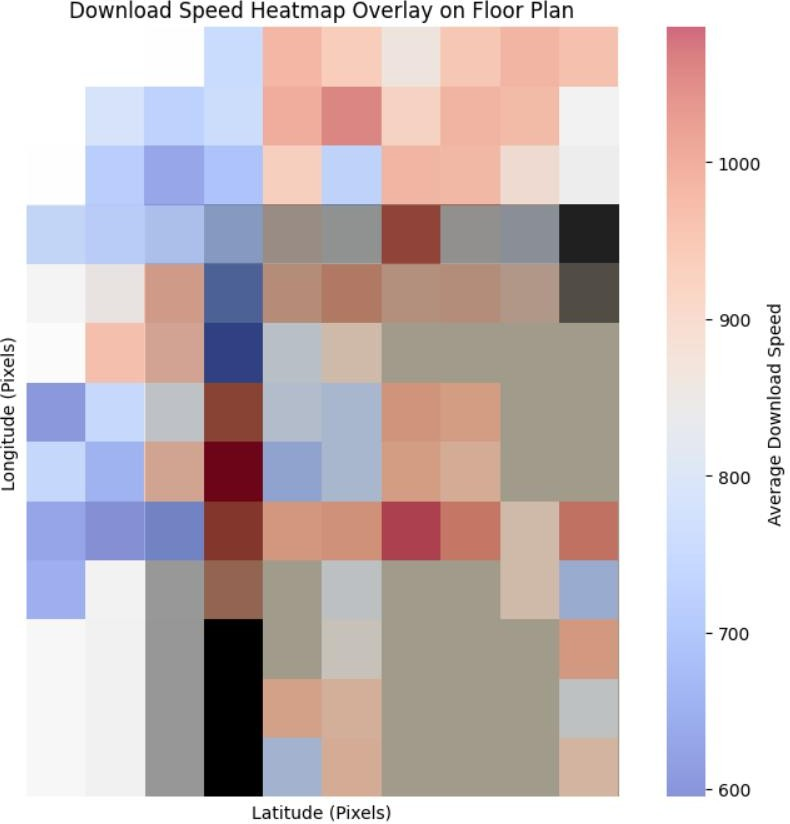 Download Speed Heatmap Overlay on Floor Plan
Longitude (Pixels)
Latitude (Pixels)
1000
900
800
700
600
Average Download Speed